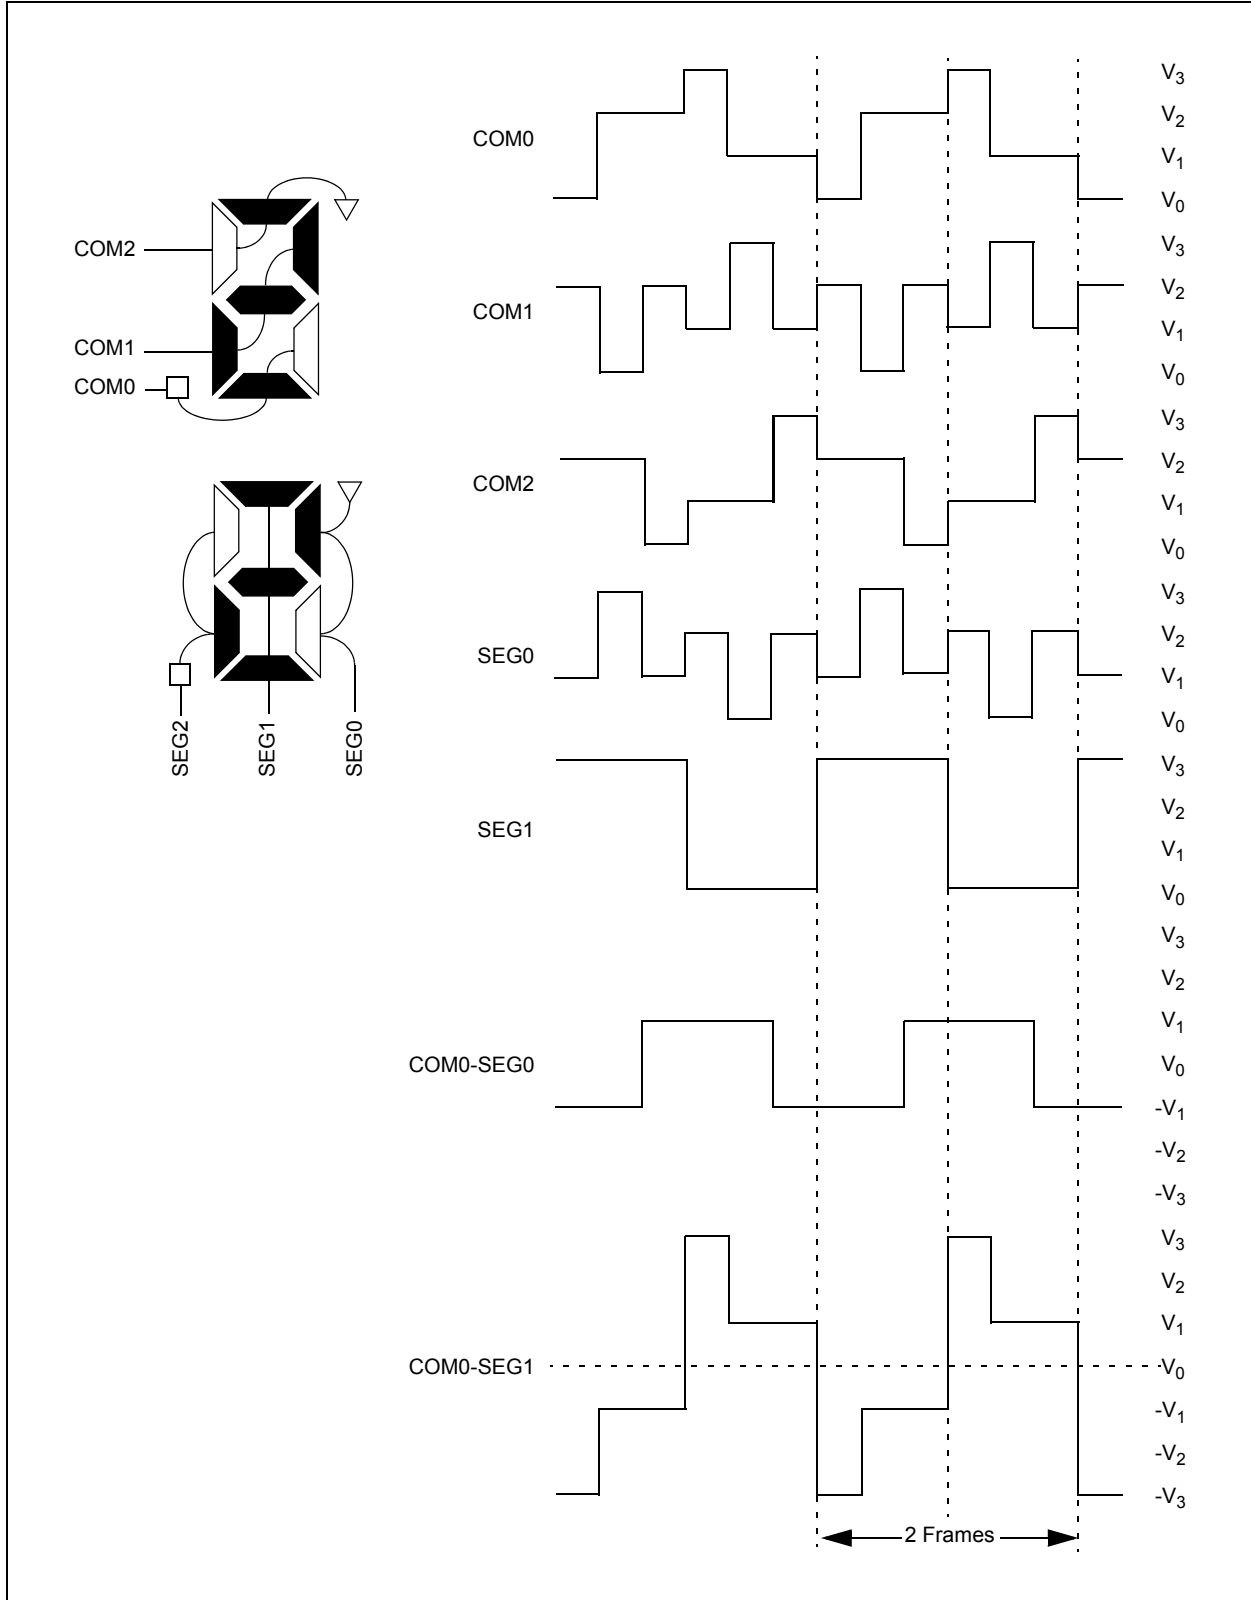 COM2
COM1
COM0
SEG2
SEG1
SEG0
COM0
V3
V2
V1
V0
COM1
V3
V2
V1
V0
COM2
V3
V2
V1
V0
SEG0
V3
V2
V1
V0
SEG1
V3
V2
V1
V0
COM0-SEG0
V3
V2
V1
V0
-V1
-V2
-V3
COM0-SEG1
V3
V2
V1
V0
-V1
-V2
-V3
2 Frames